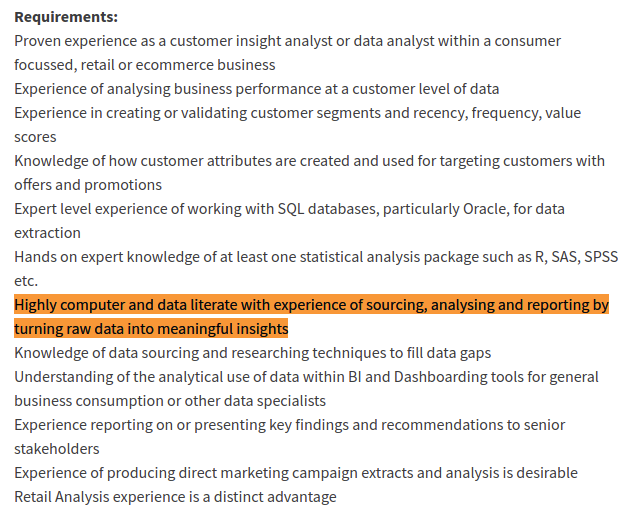 Requirements:
Proven experience as a customer insight analyst or data analyst within a consumer
focussed, retail or ecommerce business
Experience of analysing business performance at a customer level of data
Experience in creating or validating customer segments and recency, frequency, value
scores
Knowledge of how customer attributes are created and used for targeting customers with
offers and promotions
Expert level experience of working with SQL databases, particularly Oracle, for data
extraction
Hands on expert knowledge of at least one statistical analysis package such as R, SAS, SPSS
etc.
Highly computer and data literate with experience of sourcing, analysing and reporting by
turning raw data into meaningful insights
Knowledge of data sourcing and researching techniques to fill data gaps
Understanding of the analytical use of data within BI and Dashboarding tools for general
business consumption or other data specialists
Experience reporting on or presenting key findings and recommendations to senior
stakeholders
Experience of producing direct marketing campaign extracts and analysis is desirable
Retail Analysis experience is a distinct advantage